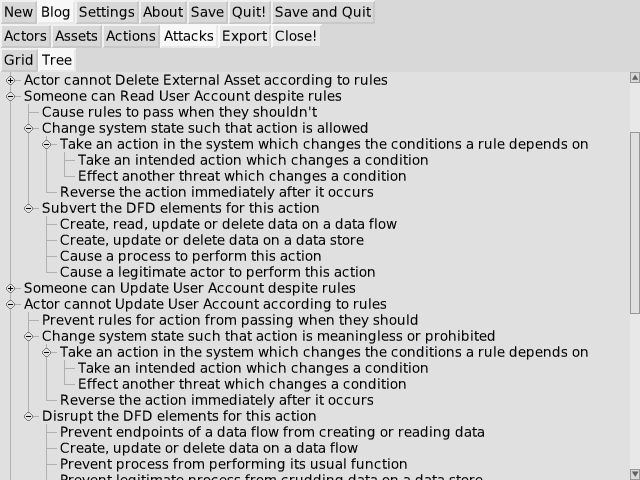 New Blog Settings About Save Quit! Save and Quit
Actors Assets Actions Attacks Export Close!
Grid Tree
Actor cannot Delete External Asset according to rules
Someone can Read User Account despite rules
Cause rules to pass when they shouldn't
Change system state such that action is allowed
Take an action in the system which changes the conditions a rule depends on
Take an intended action which changes a condition
Effect another threat which changes a condition
Reverse the action immediately after it occurs
Subvert the DFD elements for this action
Create, read, update or delete data on a data flow
Create, update or delete data on a data store
Cause a process to perform this action
Cause a legitimate actor to perform this action
Someone can Update User Account despite rules
Actor cannot Update User Account according to rules
Prevent rules for action from passing when they should
Change system state such that action is meaningless or prohibited
Take an action in the system which changes the conditions a rule depends on
Take an intended action which changes a condition
Effect another threat which changes a condition
Reverse the action immediately after it occurs
Disrupt the DFD elements for this action
Prevent endpoints of a data flow from creating or reading data
Create, update or delete data on a data flow
Prevent process from performing its usual function
Prevent legitimate process from crudding data on a data store